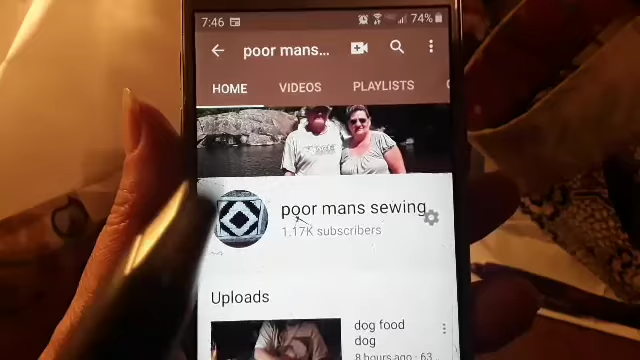 7:46 74%
poor mans...
HOME VIDEOS PLAYLISTS
poor mans sewing
1.17K subscribers
Uploads
dog food
dog
8 hours ago · 63